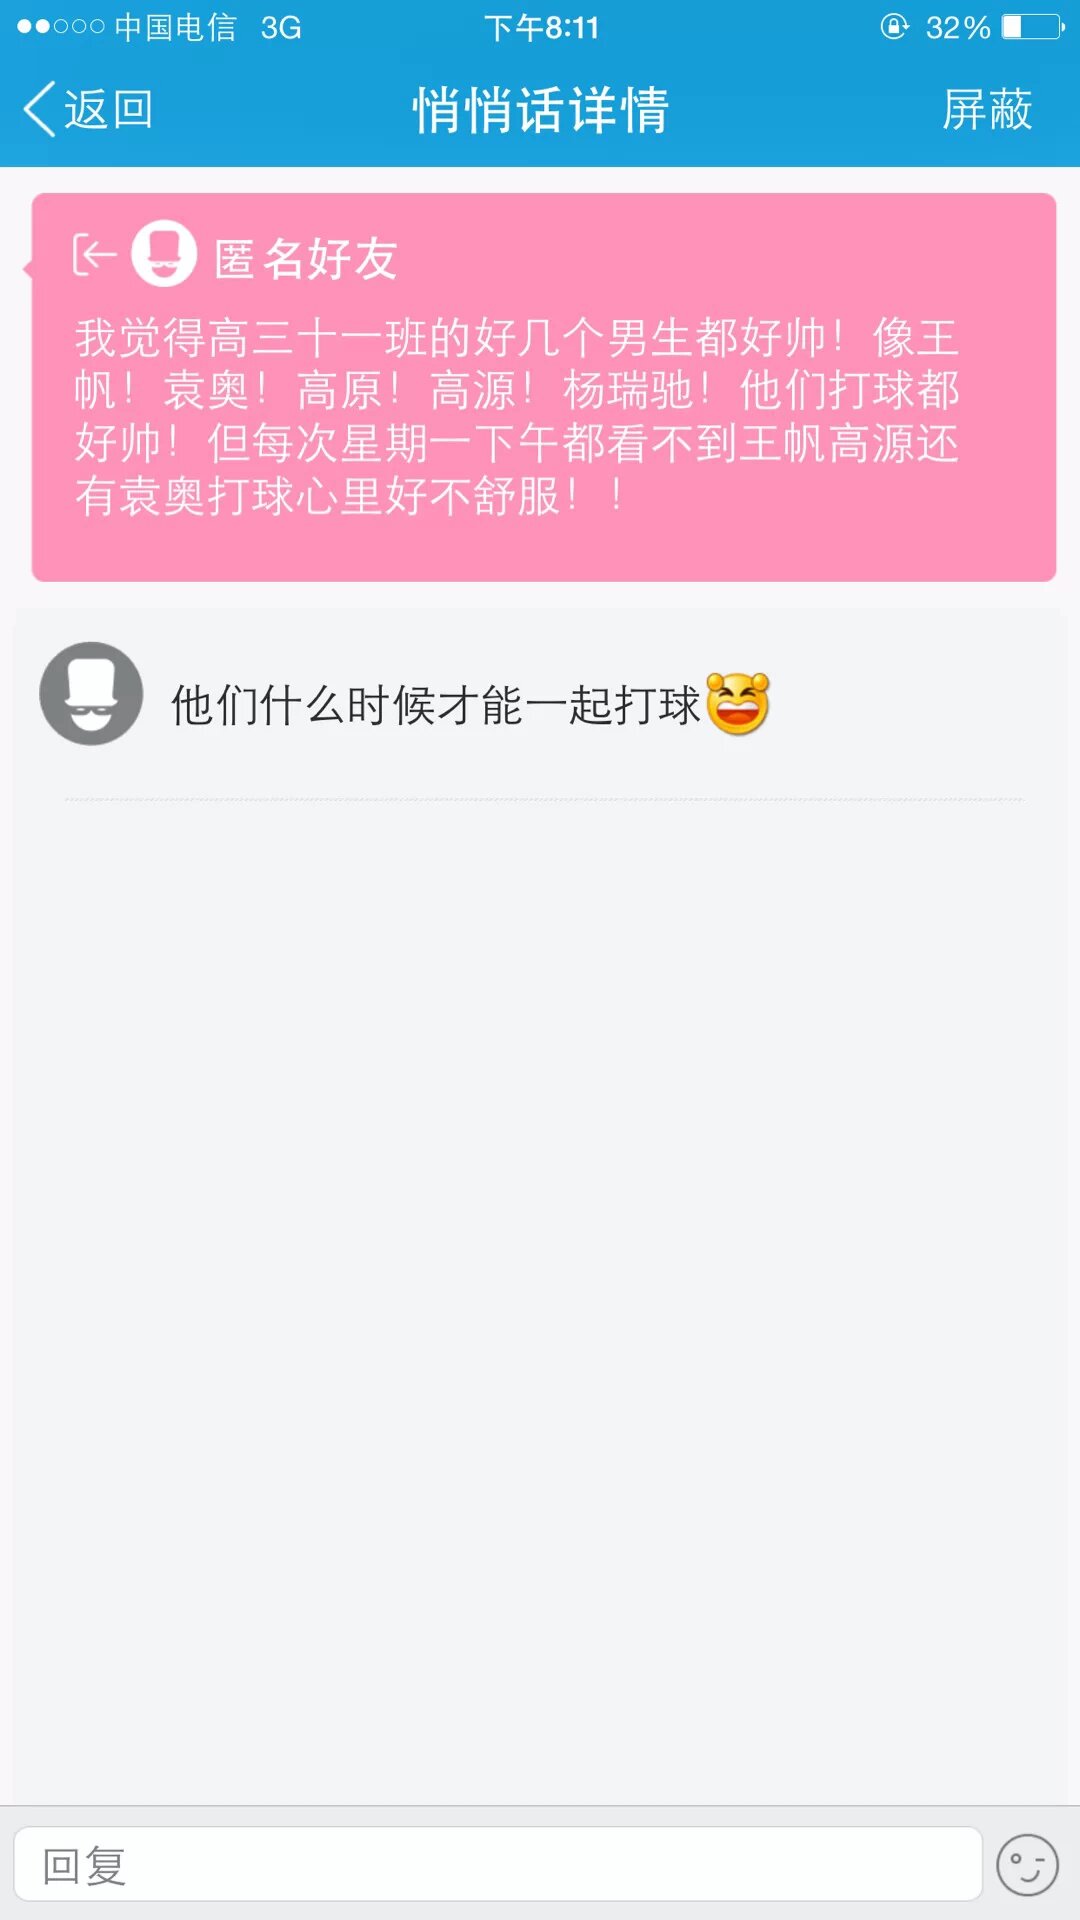 中国电信 3G 下午8:11 32%
返回 悄悄话详情 屏蔽
匿名好友
我觉得高三十一班的好几个男生都好帅！像王
帆！袁奥！高原！高源！杨瑞驰！他们打球都
好帅！但每次星期一下午都看不到王帆高源还
有袁奥打球心里好不舒服！！
他们什么时候才能一起打球
回复